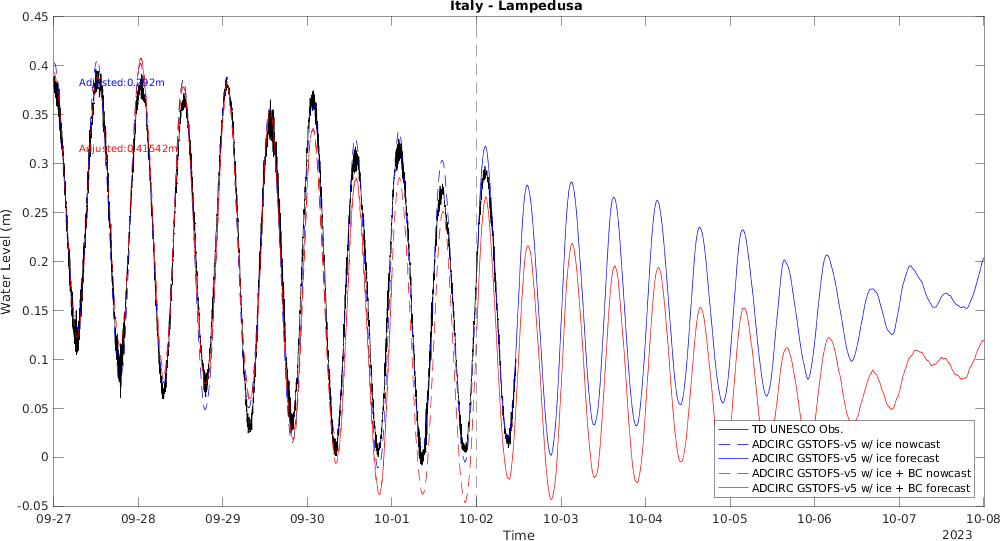 Italy - Lampedusa
0.45
0.4
0.35
0.3
0.25
0.2
0.15
0.1
0.05
0
-0.05
Water Level (m)
Adjusted:0.41542m
TD UNESCO Obs.
ADCIRC GSTOFS-v5 w/ ice nowcast
ADCIRC GSTOFS-v5 w/ ice forecast
ADCIRC GSTOFS-v5 w/ ice + BC nowcast
ADCIRC GSTOFS-v5 w/ ice + BC forecast
09-27 09-28 09-29 09-30 10-01 10-02 10-03 10-04 10-05 10-06 10-07 10-08
Time
2023